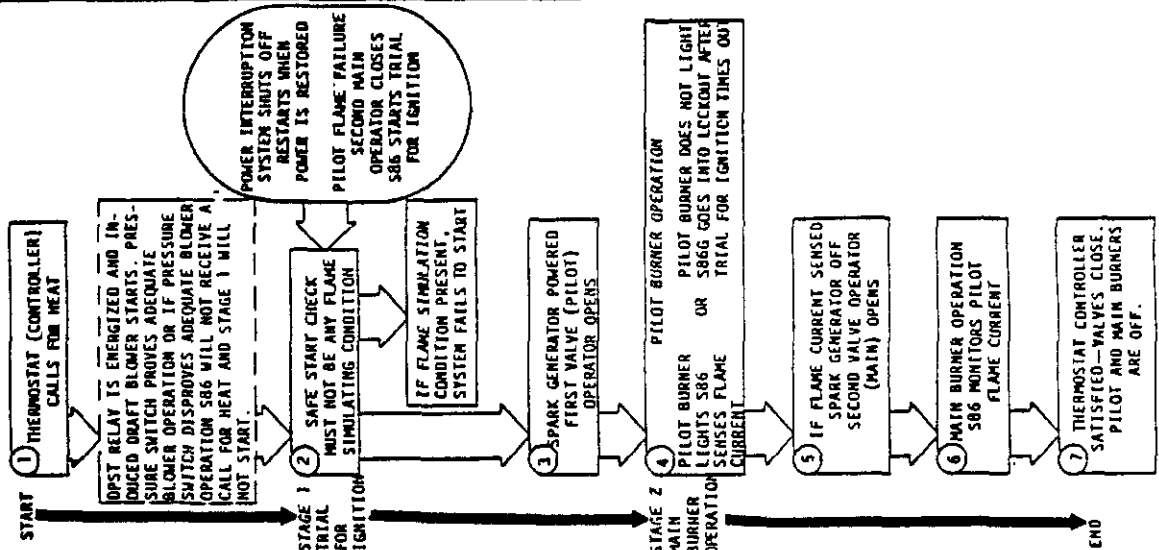 START
1 THERMOSTAT (CONTROLLER)
CALLS FOR HEAT
DPST RELAY IS ENERGIZED AND IN-
DUCED DRAFT BLOWER STARTS. PRES-
SURE SWITCH PROVES ADEQUATE
BLOWER OPERATION OR IF PRESSURE
SWITCH DISPROVES ADEQUATE BLOWER
OPERATION S86 WILL NOT RECEIVE A
CALL FOR HEAT AND STAGE 1 WILL
NOT START.
POWER INTERRUPTION
SYSTEM SHUTS OFF
RESTARTS WHEN
POWER IS RESTORED
PILOT FLAME FAILURE
SECOND MAIN
OPERATOR CLOSES
S86 STARTS TRIAL
FOR IGNITION
STAGE 1
TRIAL
FOR
IGNITION
2 SAFE START CHECK
MUST NOT BE ANY FLAME
SIMULATING CONDITION
IF FLAME SIMULATION
CONDITION PRESENT,
SYSTEM FAILS TO START
3 SPARK GENERATOR POWERED
FIRST VALVE (PILOT)
OPERATOR OPENS
STAGE 2
MAIN
BURNER
OPERATION
4 PILOT BURNER OPERATION
PILOT BURNER
LIGHTS S86
SENSES FLAME
CURRENT
OR
PILOT BURNER DOES NOT LIGHT
S86G GOES INTO LOCKOUT AFTER
TRIAL FOR IGNITION TIMES OUT
5 IF FLAME CURRENT SENSED
SPARK GENERATOR OFF
SECOND VALVE OPERATOR
(MAIN) OPENS
6 MAIN BURNER OPERATION
S86 MONITORS PILOT
FLAME CURRENT
7 THERMOSTAT CONTROLLER
SATISFIED—VALVES CLOSE.
PILOT AND MAIN BURNERS
ARE OFF.
END